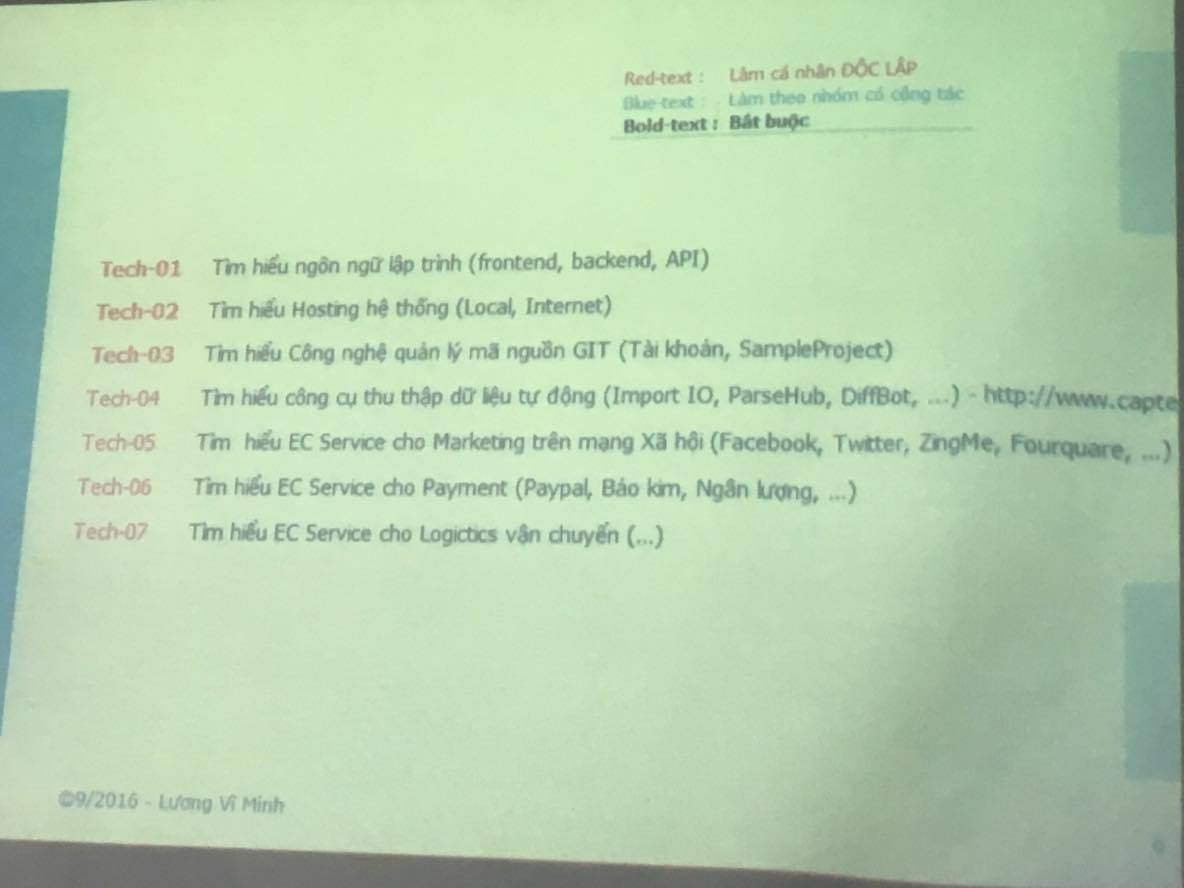 Red-text : Làm cá nhân ĐỘC LẬP
Blue-text : Làm theo nhóm có cộng tác
Bold-text : Bắt buộc
Tech-01 Tìm hiểu ngôn ngữ lập trình (frontend, backend, API)
Tech-02 Tìm hiểu Hosting hệ thống (Local, Internet)
Tech-03 Tìm hiểu Công nghệ quản lý mã nguồn GIT (Tài khoản, SampleProject)
Tech-04 Tìm hiểu công cụ thu thập dữ liệu tự động (Import IO, ParseHub, DiffBot, ...) - http://www.capte
Tech-05 Tìm hiểu EC Service cho Marketing trên mạng Xã hội (Facebook, Twitter, ZingMe, Fourquare, ...)
Tech-06 Tìm hiểu EC Service cho Payment (Paypal, Bảo kim, Ngân lượng, ...)
Tech-07 Tìm hiểu EC Service cho Logictics vận chuyển (...)
©9/2016 - Lương Vĩ Minh